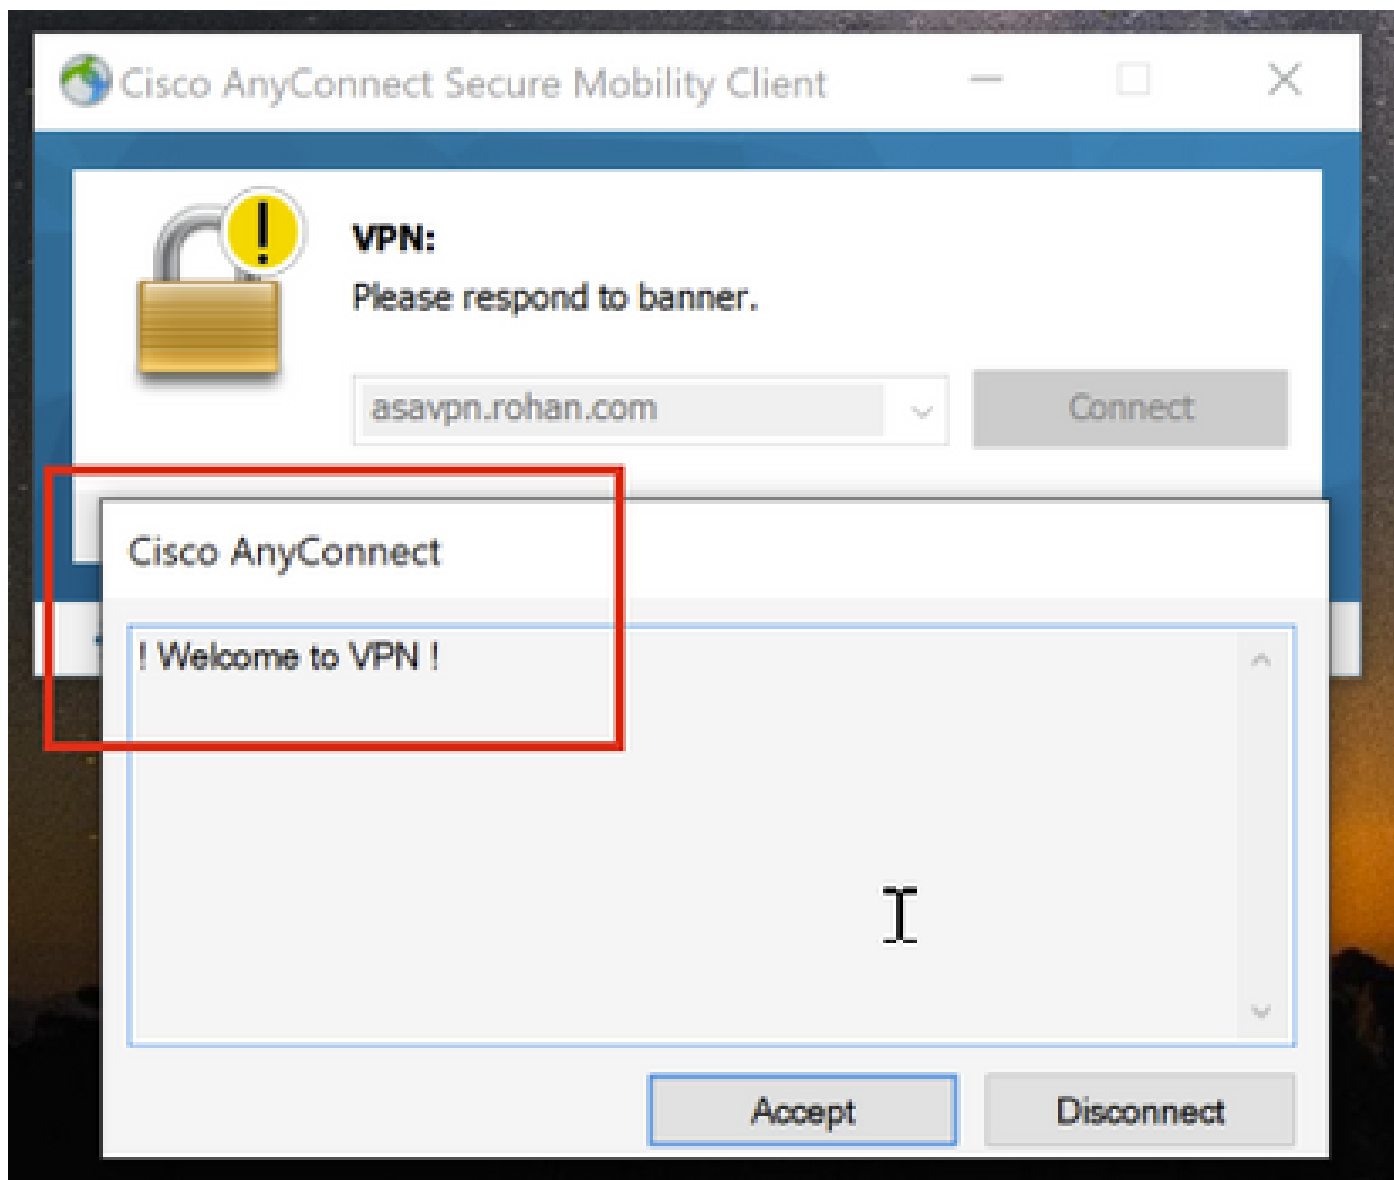 Cisco AnyConnect Secure Mobility Client
VPN:
Please respond to banner.
asavpn.rohan.com
Connect
Cisco AnyConnect
! Welcome to VPN !
Accept
Disconnect